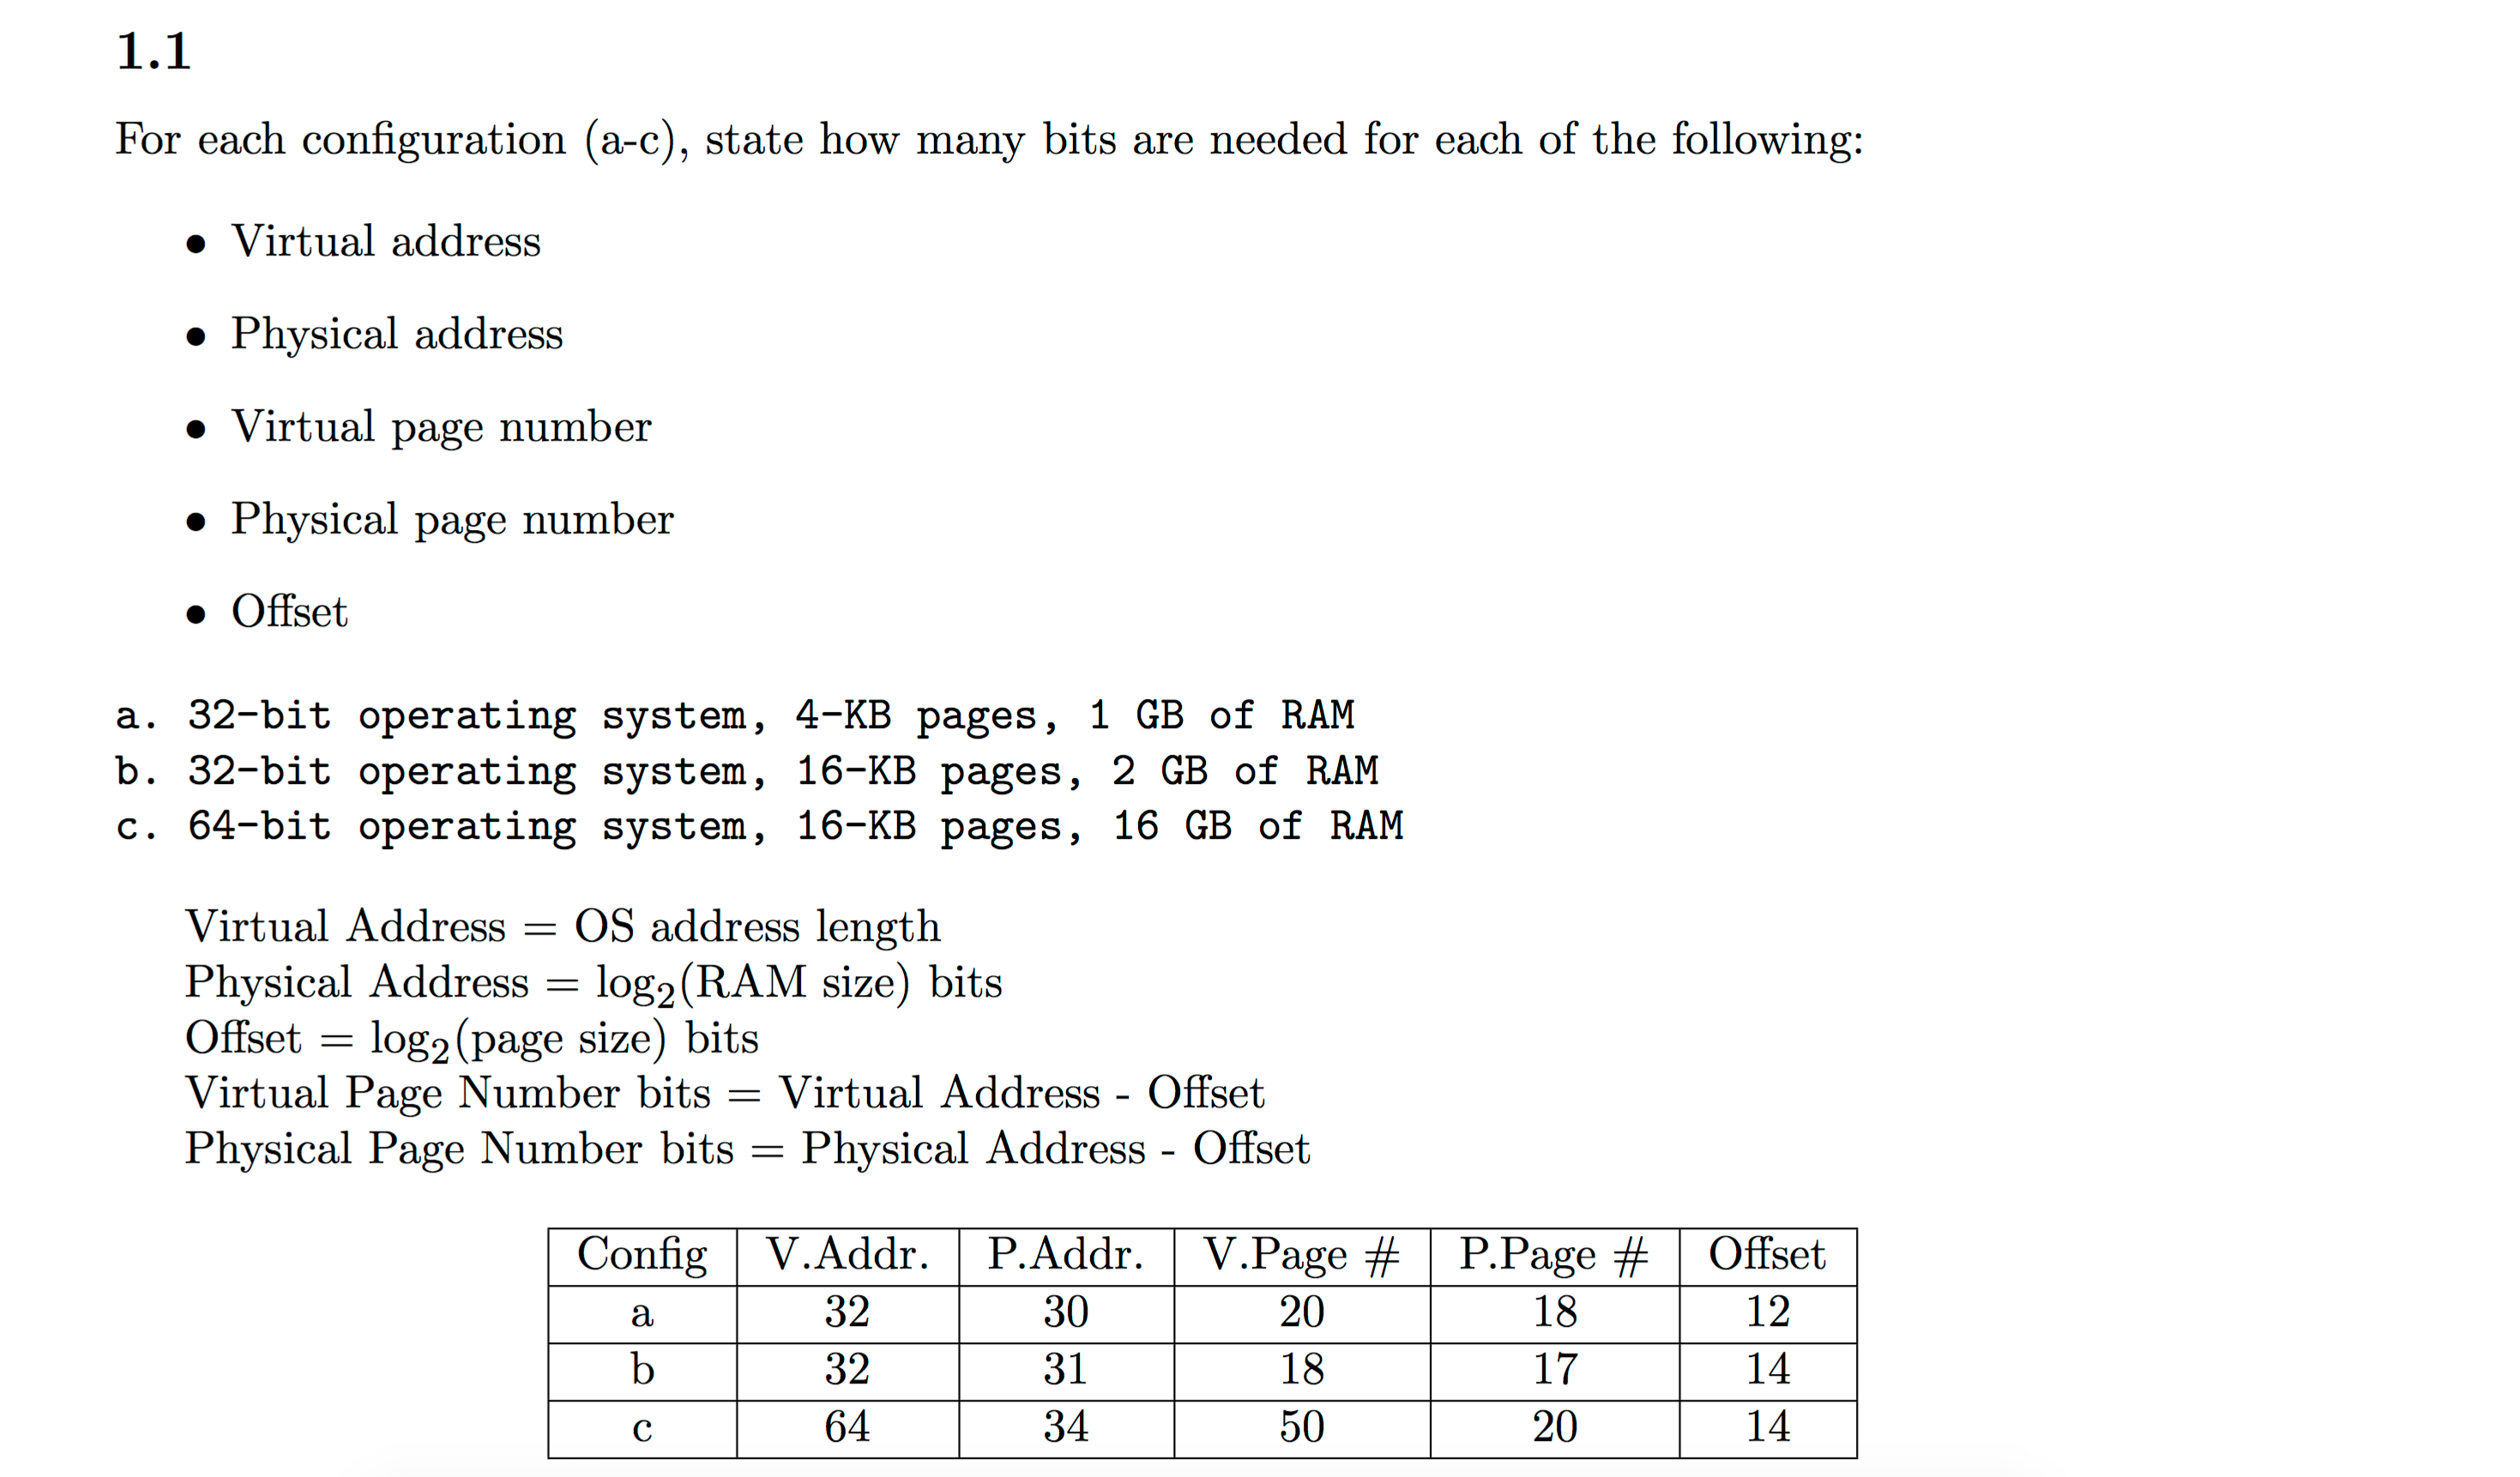 1.1
For each configuration (a-c), state how many bits are needed for each of the following:
• Virtual address
• Physical address
• Virtual page number
• Physical page number
• Offset
a. 32-bit operating system, 4-KB pages, 1 GB of RAM
b. 32-bit operating system, 16-KB pages, 2 GB of RAM
c. 64-bit operating system, 16-KB pages, 16 GB of RAM
Virtual Address = OS address length
Physical Address = log₂(RAM size) bits
Offset = log₂(page size) bits
Virtual Page Number bits = Virtual Address - Offset
Physical Page Number bits = Physical Address - Offset
Config V.Addr. P.Addr. V.Page # P.Page # Offset
a 32 30 20 18 12
b 32 31 18 17 14
c 64 34 50 20 14